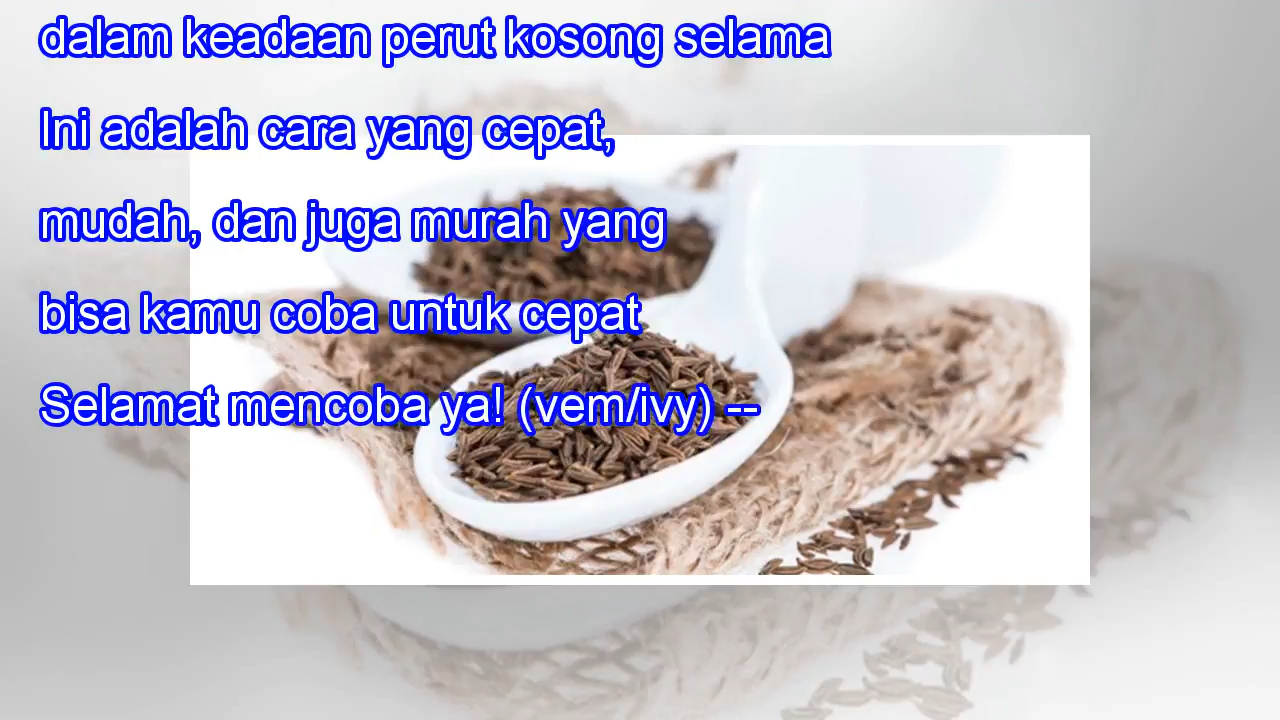 dalam keadaan perut kosong selama
Ini adalah cara yang cepat,
mudah, dan juga murah yang
bisa kamu coba untuk cepat
Selamat mencoba ya! (vem/ivy) --